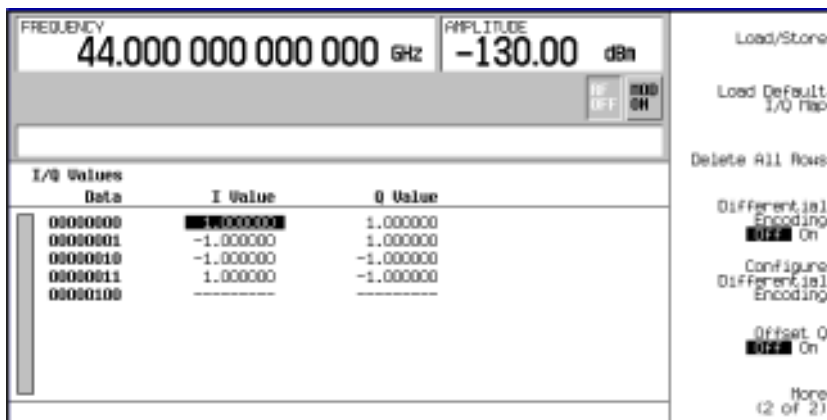 FREQUENCY
44.000 000 000 000 GHz
AMPLITUDE
-130.00 dBm
RF OFF
MOD ON
I/Q Values
Data I Value Q Value
00000000 1.000000 1.000000
00000001 -1.000000 1.000000
00000010 -1.000000 -1.000000
00000011 1.000000 -1.000000
00000100 --------- ---------
Load/Store
Load Default
I/Q Map
Delete All Rows
Differential
Encoding
Off On
Configure
Differential
Encoding
Offset Q
Off On
More
(2 of 2)